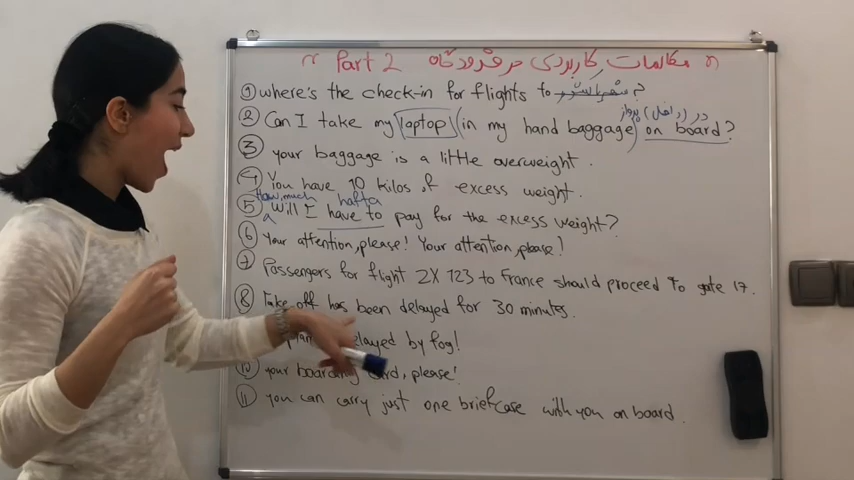 ~ Part 2 مکالمات کاربردی در فرودگاه ~
① where's the check-in for flights to ?
② Can I take my laptop (in my hand baggage) on board?
③ your baggage is a little overweight.
④ You have 10 kilos of excess weight.
How much hafta
⑤ Will I have to pay for the excess weight?
⑥ Your attention, please! Your attention, please!
⑦ Passengers for flight ZX 123 to France should proceed to gate 17.
⑧ Take off has been delayed for 30 minutes.
delayed by fog!
⑩ your boarding card, please!
⑪ you can carry just one briefcase with you on board.